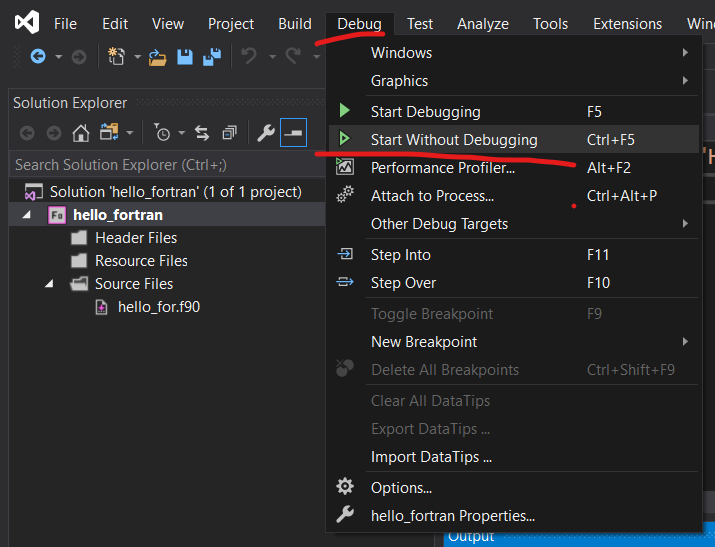 File Edit View Project Build Debug Test Analyze Tools Extensions
Solution Explorer
Search Solution Explorer (Ctrl+;)
Solution 'hello_fortran' (1 of 1 project)
hello_fortran
Header Files
Resource Files
Source Files
hello_for.f90
Windows
Graphics
Start Debugging F5
Start Without Debugging Ctrl+F5
Performance Profiler... Alt+F2
Attach to Process... Ctrl+Alt+P
Other Debug Targets
Step Into F11
Step Over F10
Toggle Breakpoint F9
New Breakpoint
Delete All Breakpoints Ctrl+Shift+F9
Clear All DataTips
Export DataTips ...
Import DataTips ...
Options...
hello_fortran Properties...
Output